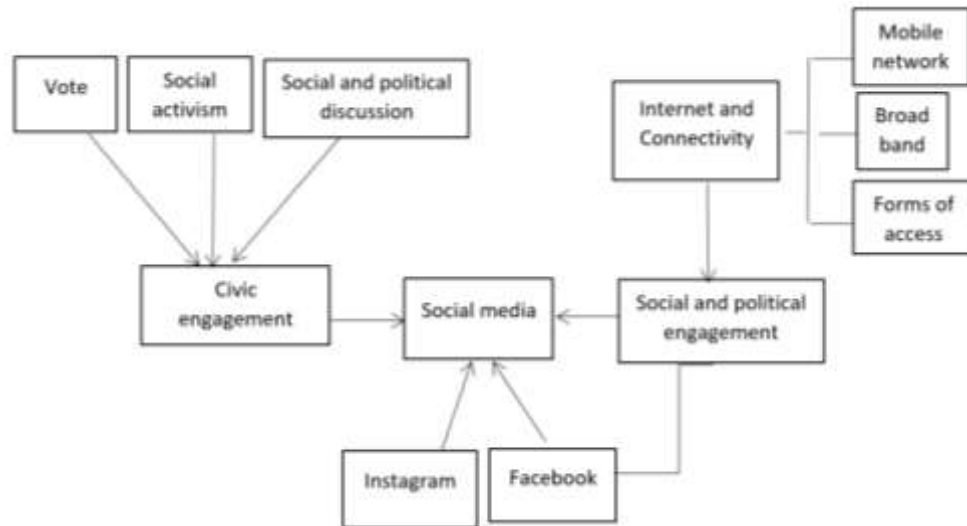 Mobile
network
Vote
Social
activism
Social and political
discussion
Internet and
Connectivity
Broad
band
Forms of
access
Civic
engagement
Social media
Social and political
engagement
Instagram
Facebook